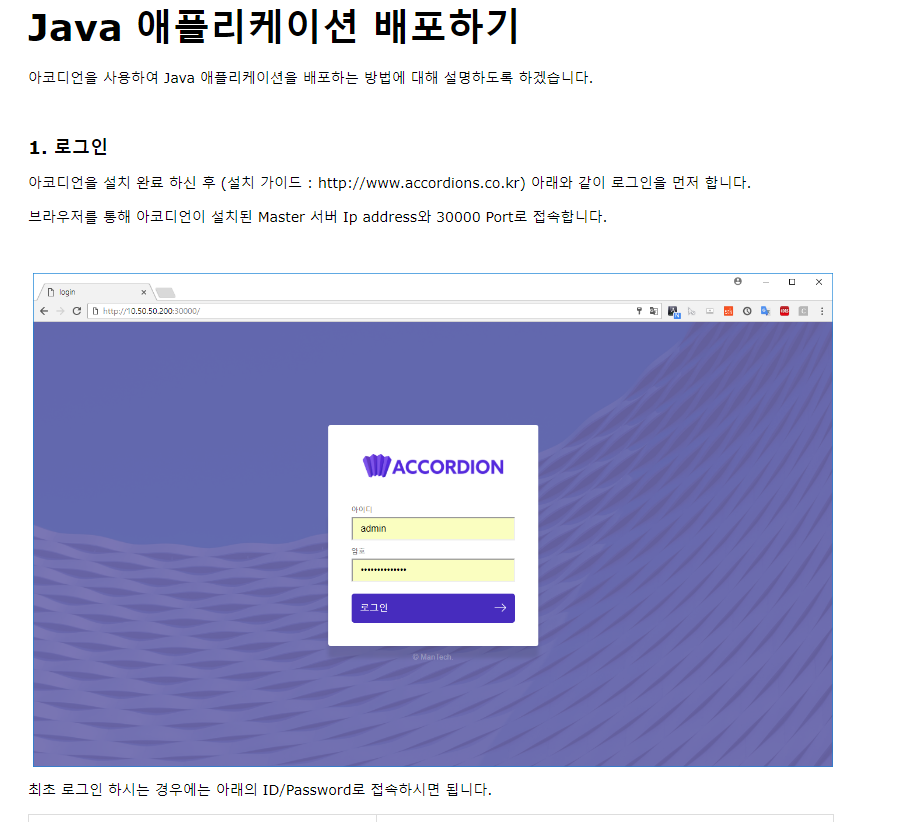 Java 애플리케이션 배포하기
아코디언을 사용하여 Java 애플리케이션을 배포하는 방법에 대해 설명하도록 하겠습니다.
1. 로그인
아코디언을 설치 완료 하신 후 (설치 가이드 : http://www.accordions.co.kr) 아래와 같이 로그인을 먼저 합니다.
브라우저를 통해 아코디언이 설치된 Master 서버 Ip address와 30000 Port로 접속합니다.
login
http://10.50.50.200:30000/
ACCORDION
아이디
admin
암호
••••••••••••••
로그인
© ManTech
최초 로그인 하시는 경우에는 아래의 ID/Password로 접속하시면 됩니다.